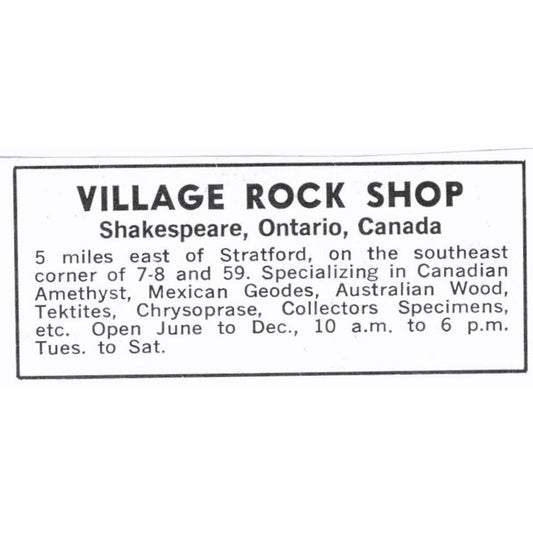 VILLAGE ROCK SHOP
Shakespeare, Ontario, Canada
5 miles east of Stratford, on the southeast
corner of 7-8 and 59. Specializing in Canadian
Amethyst, Mexican Geodes, Australian Wood,
Tektites, Chrysoprase, Collectors Specimens,
etc. Open June to Dec., 10 a.m. to 6 p.m.
Tues. to Sat.